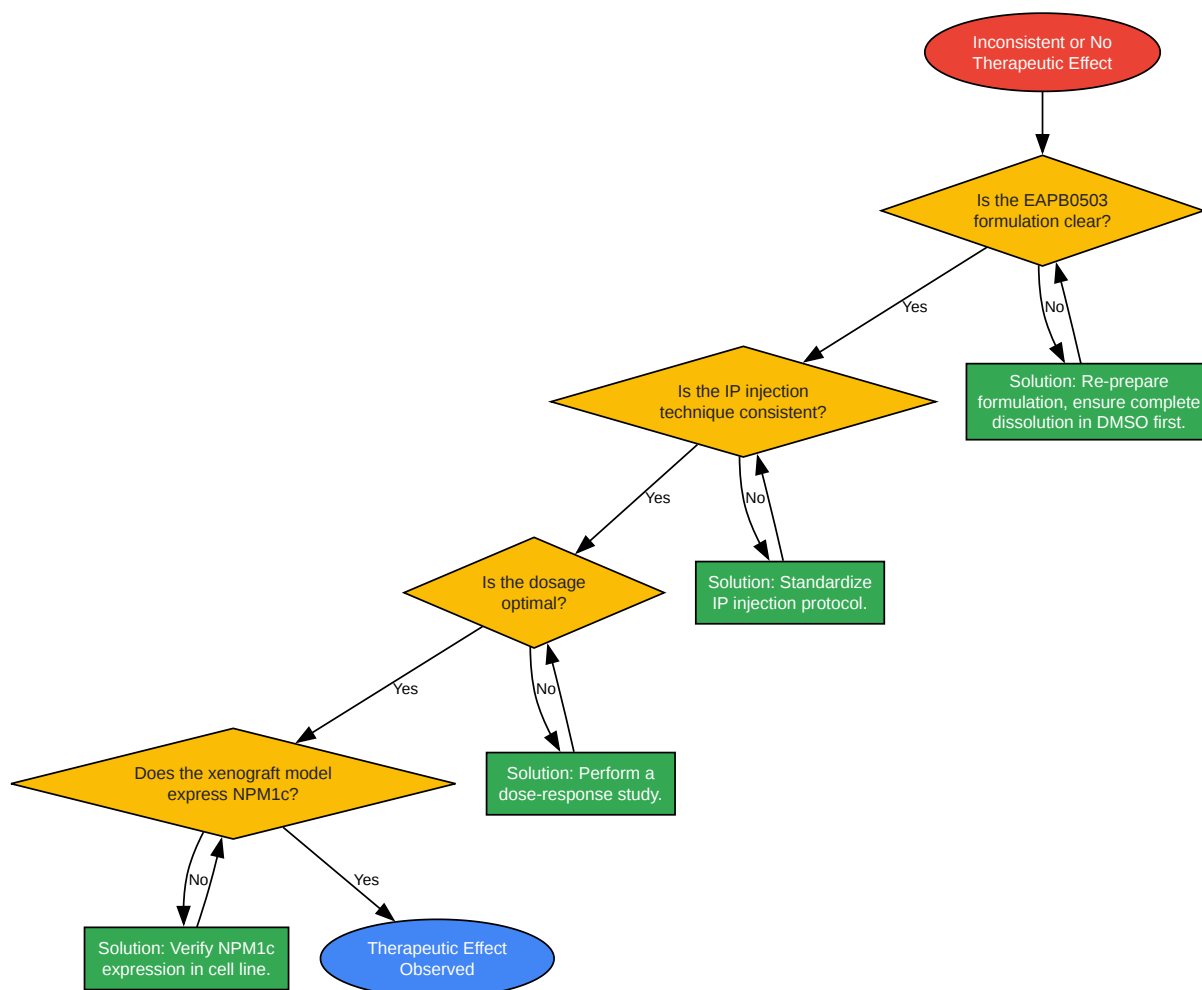 Inconsistent or No
Therapeutic Effect
Is the EAPB0503
formulation clear?
Yes
No
Solution: Re-prepare
formulation, ensure complete
dissolution in DMSO first.
Is the IP injection
technique consistent?
Yes
No
Solution: Standardize
IP injection protocol.
Is the dosage
optimal?
Yes
No
Solution: Perform a
dose-response study.
Does the xenograft model
express NPM1c?
No
Yes
Solution: Verify NPM1c
expression in cell line.
Therapeutic Effect
Observed